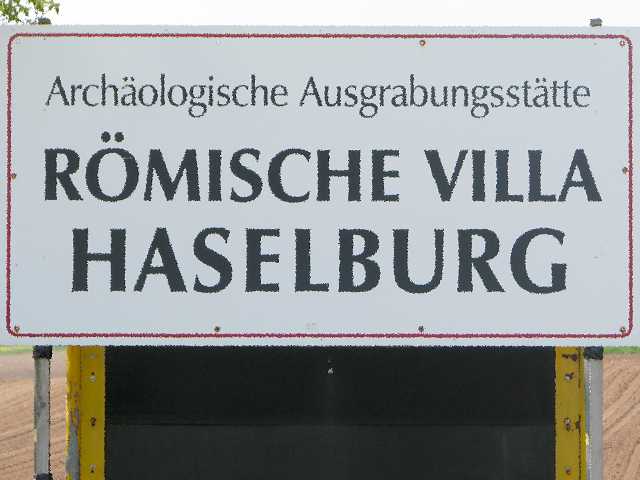 Archäologische Ausgrabungsstätte
RÖMISCHE VILLA
HASELBURG